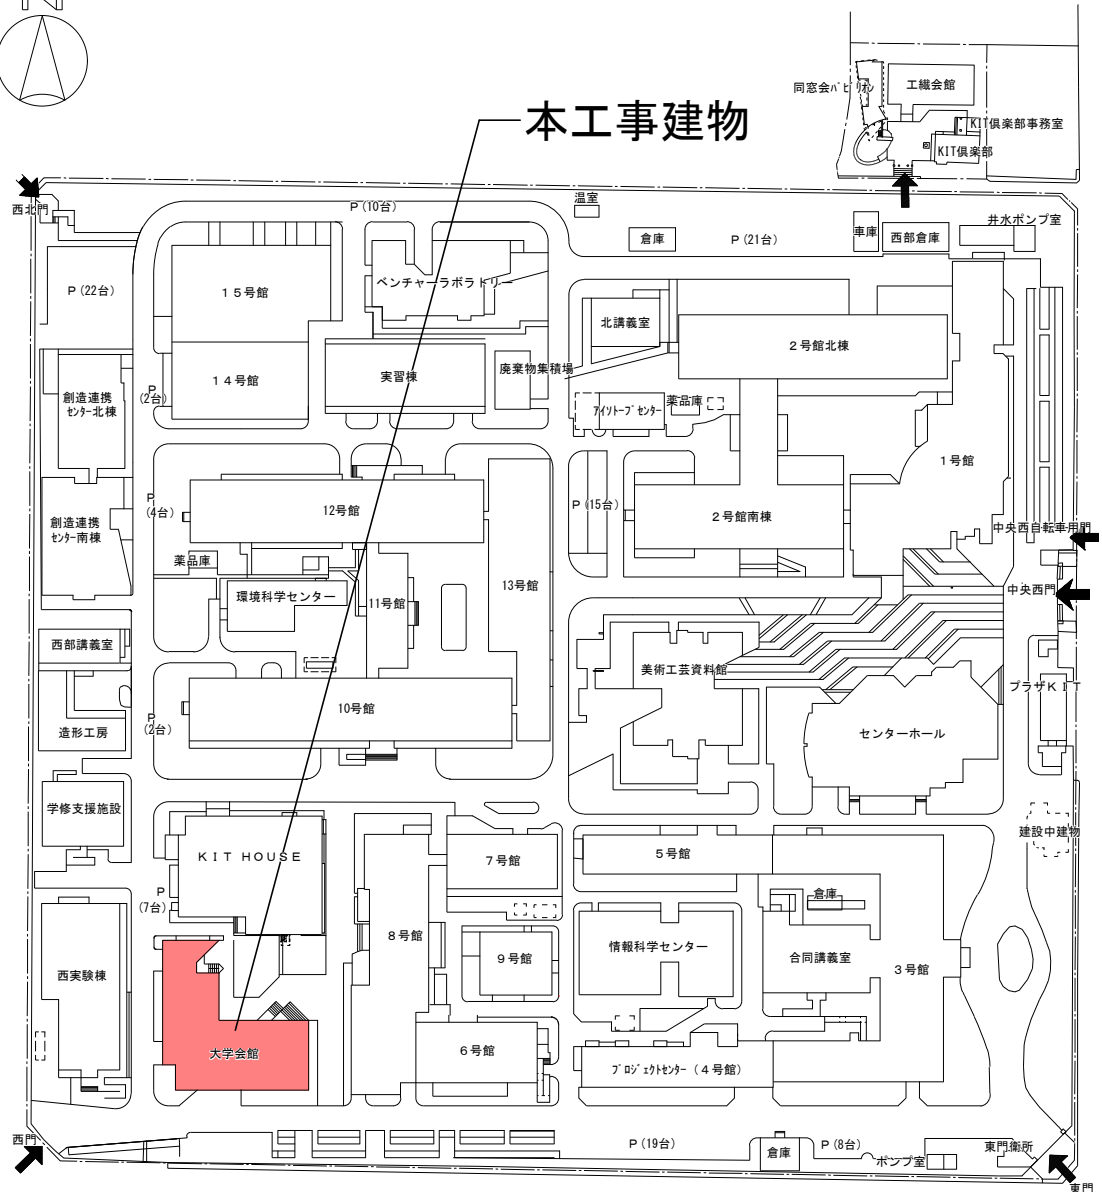 本工事建物
同窓会パビリオン
工繊会館
KIT倶楽部事務室
KIT倶楽部
西北門
P (10台)
温室
倉庫
P (21台)
車庫
西部倉庫
井水ポンプ室
P (22台)
15号館
ベンチャーラボラトリー
北講義室
2号館北棟
14号館
実習棟
廃棄物集積場
P
(2台)
創造連携
センター北棟
アイソトープセンター
薬品庫
1号館
P
(4台)
12号館
P (15台)
2号館南棟
創造連携
センター南棟
中央西自転車用門
薬品庫
環境科学センター
11号館
13号館
中央西門
西部講義室
美術工芸資料館
プラザKIT
10号館
P
(2台)
造形工房
センターホール
学修支援施設
建設中建物
KIT HOUSE
7号館
5号館
P
(7台)
倉庫
8号館
9号館
情報科学センター
合同講義室
3号館
西実験棟
大学会館
6号館
プロジェクトセンター (4号館)
西門
P (19台)
倉庫
P (8台)
ポンプ室
東門衛所
東門